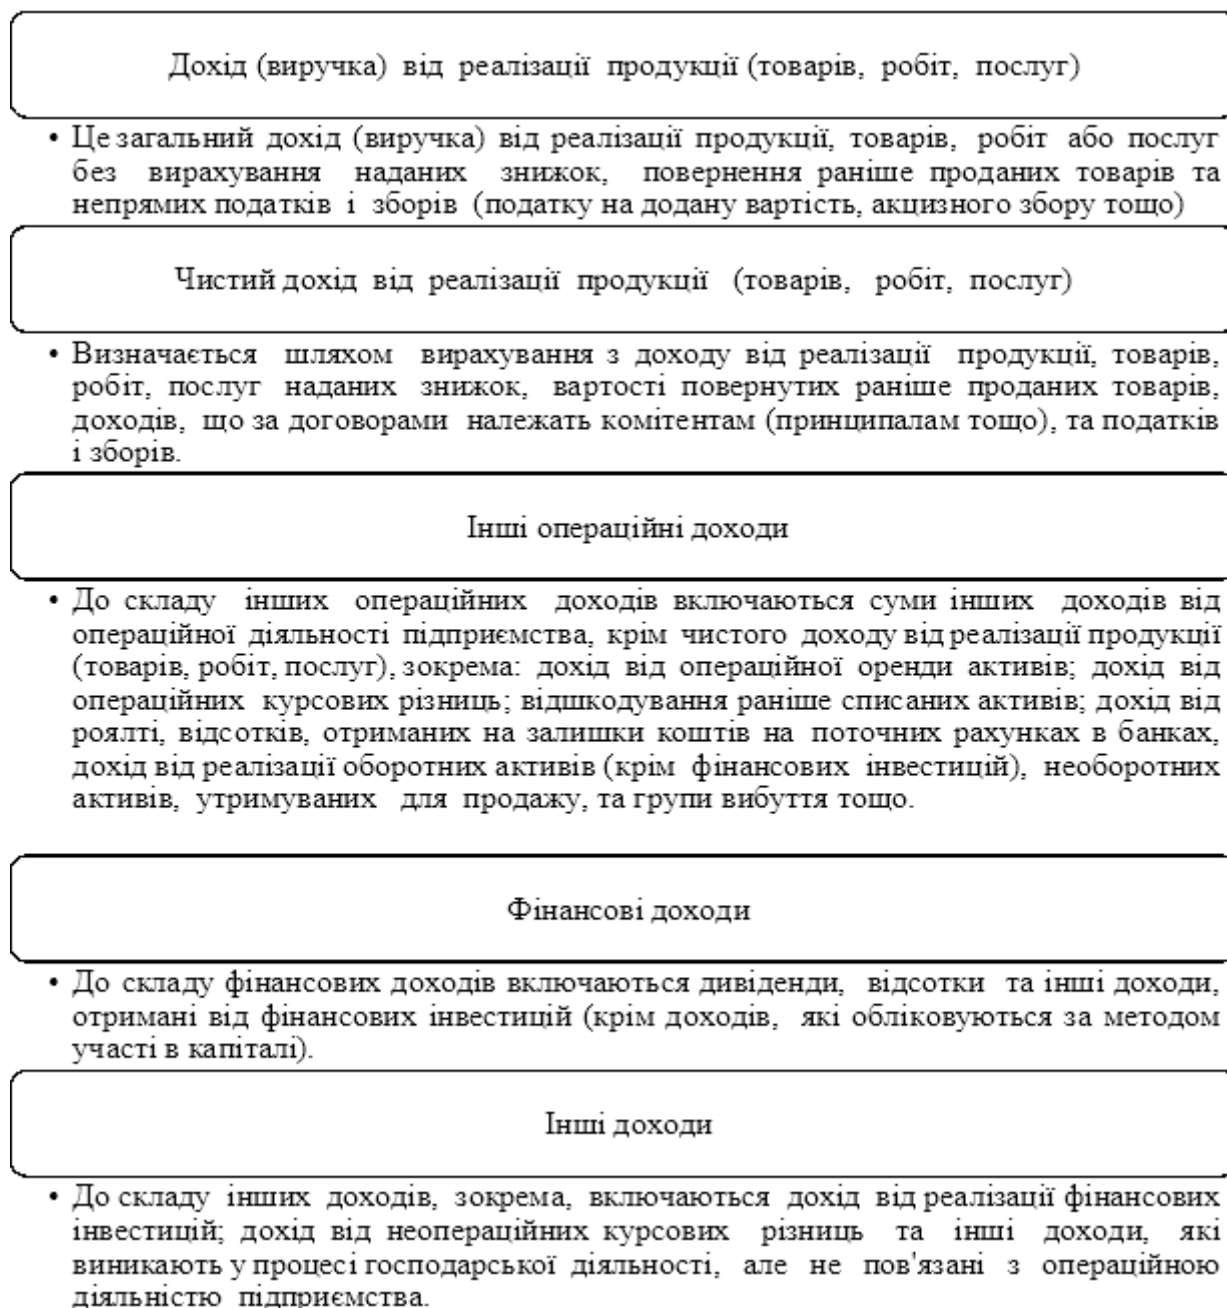 Дохід (виручка) від реалізації продукції (товарів, робіт, послуг)
• Це загальний дохід (виручка) від реалізації продукції, товарів, робіт або послуг
без вирахування наданих знижок, повернення раніше проданих товарів та
непрямих податків і зборів (податку на додану вартість, акцизного збору тощо)
Чистий дохід від реалізації продукції (товарів, робіт, послуг)
• Визначається шляхом вирахування з доходу від реалізації продукції, товарів,
робіт, послуг наданих знижок, вартості повернутих раніше проданих товарів,
доходів, що за договорами належать комітентам (принципалам тощо), та податків
і зборів.
Інші операційні доходи
• До складу інших операційних доходів включаються суми інших доходів від
операційної діяльності підприємства, крім чистого доходу від реалізації продукції
(товарів, робіт, послуг), зокрема: дохід від операційної оренди активів; дохід від
операційних курсових різниць; відшкодування раніше списаних активів; дохід від
роялті, відсотків, отриманих на залишки коштів на поточних рахунках в банках,
дохід від реалізації оборотних активів (крім фінансових інвестицій), необоротних
активів, утримуваних для продажу, та групи вибуття тощо.
Фінансові доходи
• До складу фінансових доходів включаються дивіденди, відсотки та інші доходи,
отримані від фінансових інвестицій (крім доходів, які обліковуються за методом
участі в капіталі).
Інші доходи
• До складу інших доходів, зокрема, включаються дохід від реалізації фінансових
інвестицій; дохід від неопераційних курсових різниць та інші доходи, які
виникають у процесі господарської діяльності, але не пов'язані з операційною
діяльністю підприємства.